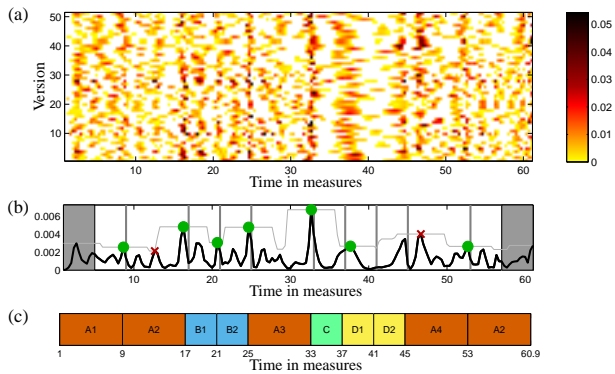 (a)
50
40
30
20
10
Version
10 20 30 40 50 60
Time in measures
0.05
0.04
0.03
0.02
0.01
0
(b)
0.006
0.004
0.002
0
10 20 30 40 50 60
Time in measures
(c)
A1 A2 B1 B2 A3 C D1 D2 A4 A2
1 9 17 21 25 33 37 41 45 53 60.9
Time in measures